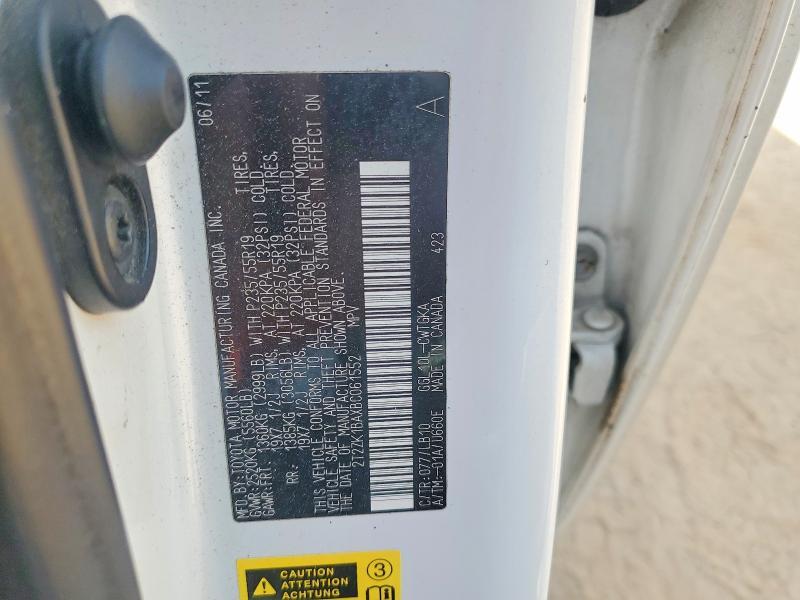 MFD.BY:TOYOTA MOTOR MANUFACTURING CANADA INC. 06/11
GVWR:2520KG (5560LB)
GAWR:FRT. 1360KG (2999LB) WITH P235/55R19 TIRES,
19X7 1/2J RIMS, AT 220KPA (32PSI) COLD
RR. 1385KG (3056LB) WITH P235/55R19 TIRES,
19X7 1/2J RIMS, AT 220KPA (32PSI) COLD
THIS VEHICLE CONFORMS TO ALL APPLICABLE FEDERAL MOTOR
VEHICLE SAFETY AND THEFT PREVENTION STANDARDS IN EFFECT ON
THE DATE OF MANUFACTURE SHOWN ABOVE.
2T2ZK1BAXBC061552 MPV
C/TR:077/LB10 GGL10L-CWTGKA 423
A/TM:-01A/U660E MADE IN CANADA A
CAUTION
ATTENTION
ACHTUNG
3